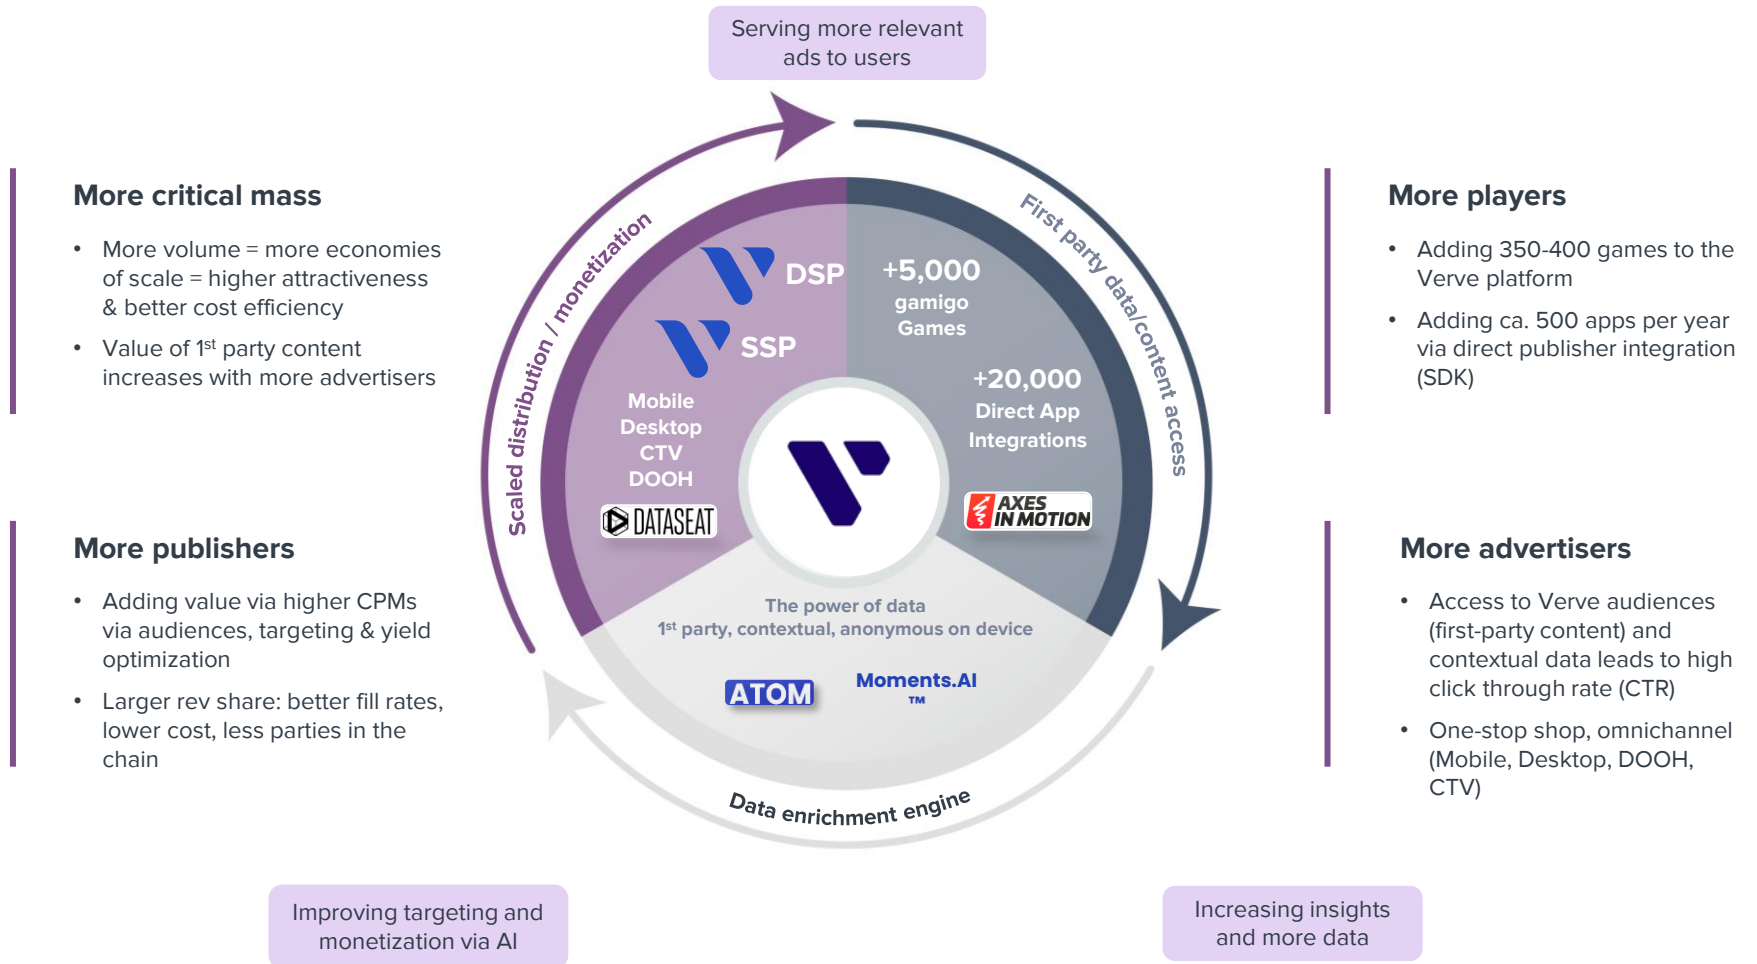 Serving more relevant
ads to users
More critical mass
• More volume = more economies
of scale = higher attractiveness
& better cost efficiency
• Value of 1st party content
increases with more advertisers
More publishers
• Adding value via higher CPMs
via audiences, targeting & yield
optimization
• Larger rev share: better fill rates,
lower cost, less parties in the
chain
Scaled distribution / monetization
DSP
SSP
Mobile
Desktop
CTV
DOOH
DATASEAT
First party data/content access
+5,000
gamigo
Games
+20,000
Direct App
Integrations
AXES
IN MOTION
The power of data
1st party, contextual, anonymous on device
ATOM
Moments.AI
TM
Data enrichment engine
More players
• Adding 350-400 games to the
Verve platform
• Adding ca. 500 apps per year
via direct publisher integration
(SDK)
More advertisers
• Access to Verve audiences
(first-party content) and
contextual data leads to high
click through rate (CTR)
• One-stop shop, omnichannel
(Mobile, Desktop, DOOH,
CTV)
Improving targeting and
monetization via AI
Increasing insights
and more data